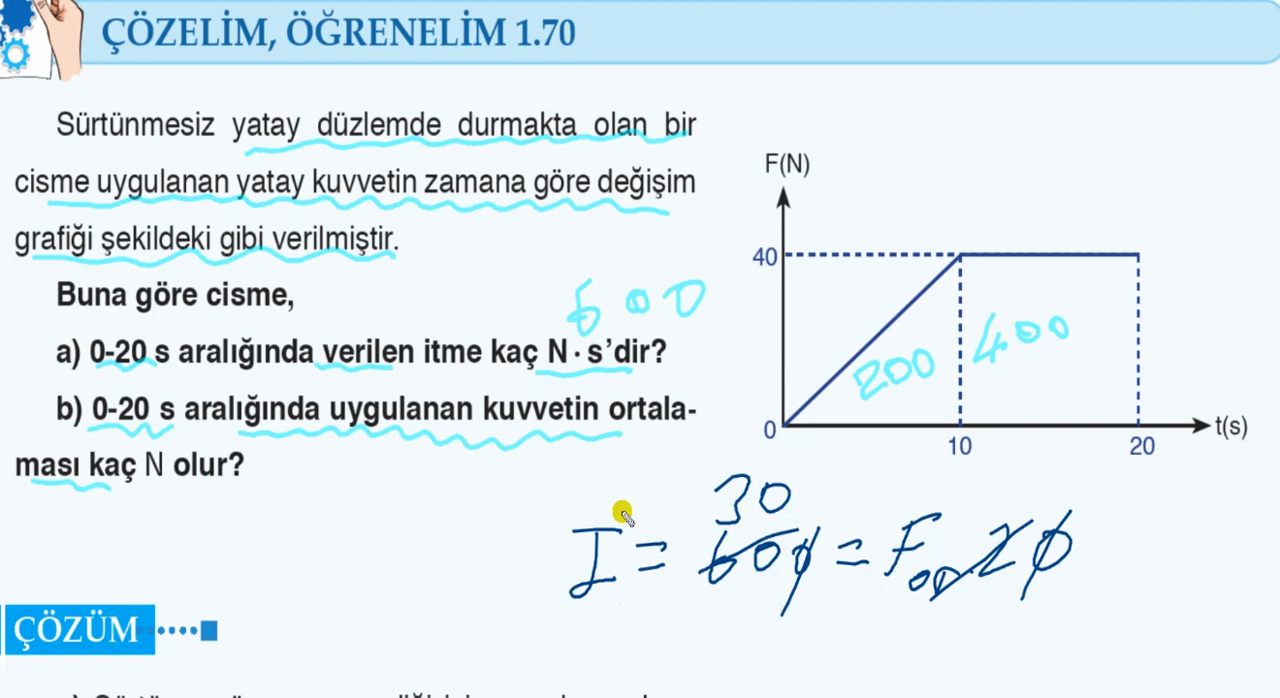 ÇÖZELİM, ÖĞRENELİM 1.70
Sürtünmesiz yatay düzlemde durmakta olan bir
cisme uygulanan yatay kuvvetin zamana göre değişim
grafiği şekildeki gibi verilmiştir.
Buna göre cisme,
600
a) 0-20 s aralığında verilen itme kaç N·s'dir?
b) 0-20 s aralığında uygulanan kuvvetin ortala-
ması kaç N olur?
F(N)
40
200 400
0
10
20
t(s)
30
I = 600 = For 20
ÇÖZÜM